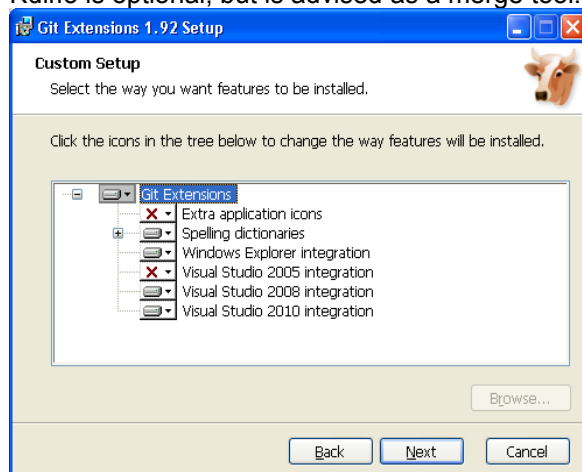 Kdiff is optional, but is advised as a merge tool.
Git Extensions 1.92 Setup
Custom Setup
Select the way you want features to be installed.
Click the icons in the tree below to change the way features will be installed.
Git Extensions
Extra application icons
Spelling dictionaries
Windows Explorer integration
Visual Studio 2005 integration
Visual Studio 2008 integration
Visual Studio 2010 integration
Browse...
Back Next Cancel